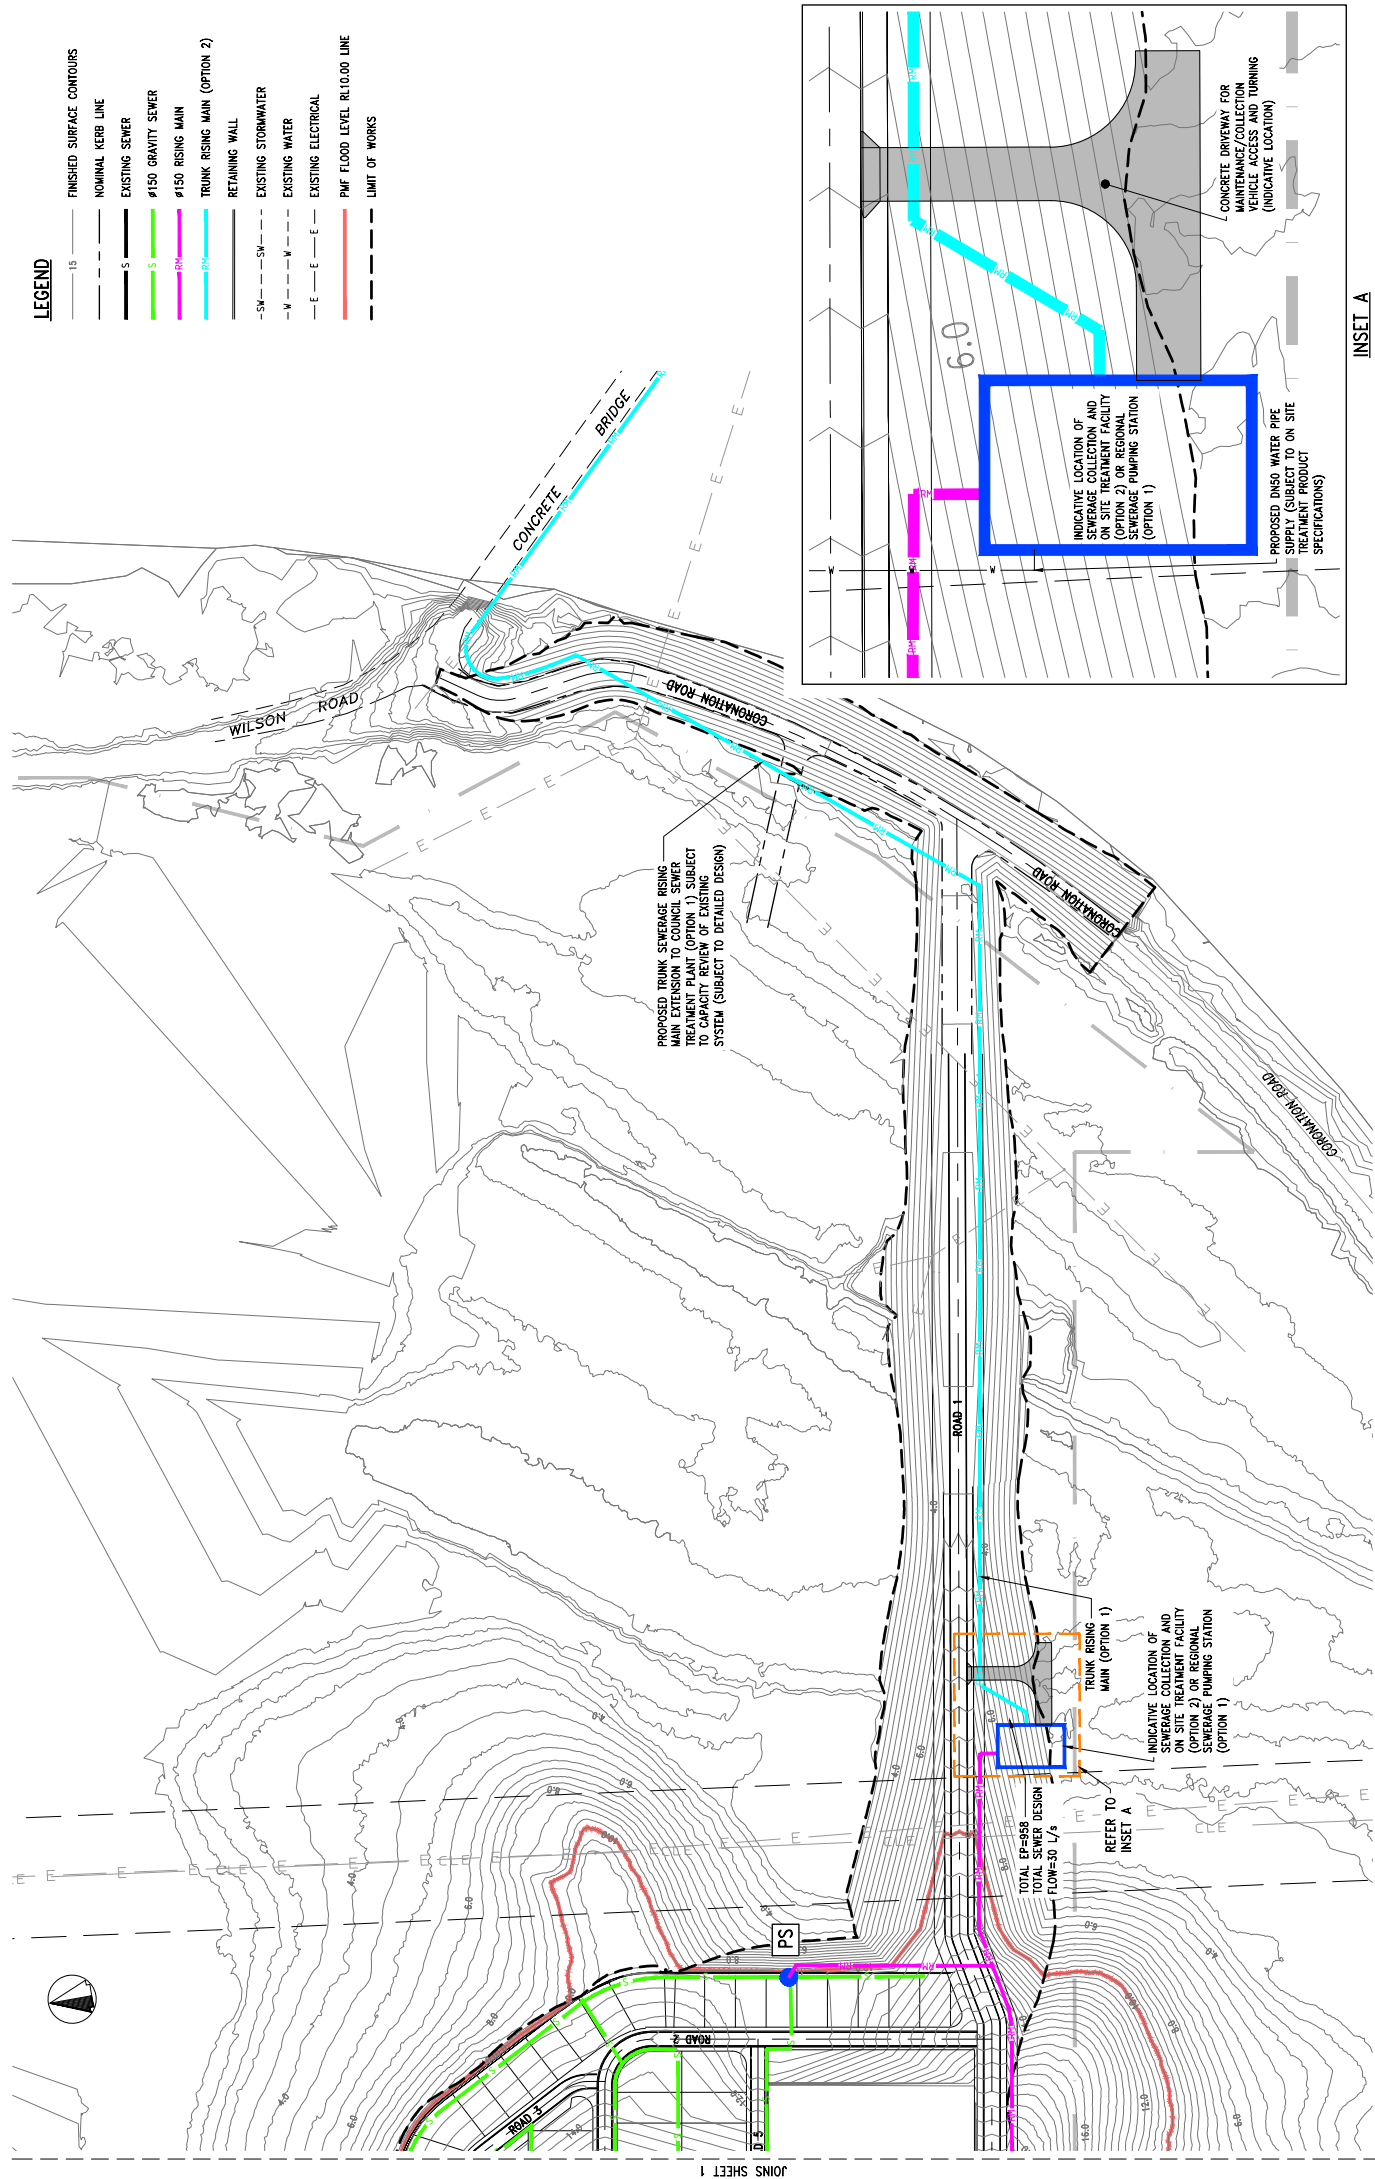 LEGEND
15
FINISHED SURFACE CONTOURS
NOMINAL KERB LINE
S
EXISTING SEWER
S
ø150 GRAVITY SEWER
RM
ø150 RISING MAIN
RM
TRUNK RISING MAIN (OPTION 2)
RETAINING WALL
SW SW
EXISTING STORMWATER
W W
EXISTING WATER
E E
EXISTING ELECTRICAL
PMF FLOOD LEVEL RL10.00 LINE
LIMIT OF WORKS
CONCRETE BRIDGE
WILSON ROAD
CORONATION ROAD
CORONATION ROAD
CORONATION ROAD
PROPOSED TRUNK SEWERAGE RISING
MAIN EXTENSION TO COUNCIL SEWER
TREATMENT PLANT (OPTION 1) SUBJECT
TO CAPACITY REVIEW OF EXISTING
SYSTEM (SUBJECT TO DETAILED DESIGN)
ROAD 1
TRUNK RISING
MAIN (OPTION 1)
INDICATIVE LOCATION OF
SEWERAGE COLLECTION AND
ON SITE TREATMENT FACILITY
(OPTION 2) OR REGIONAL
SEWERAGE PUMPING STATION
(OPTION 1)
REFER TO
INSET A
TOTAL EP=958
TOTAL SEWER DESIGN
FLOW=30 L/s
PS
ROAD 2
ROAD 3
D 5
JOINS SHEET 1
6.0
INDICATIVE LOCATION OF
SEWERAGE COLLECTION AND
ON SITE TREATMENT FACILITY
(OPTION 2) OR REGIONAL
SEWERAGE PUMPING STATION
(OPTION 1)
PROPOSED DN50 WATER PIPE
SUPPLY (SUBJECT TO ON SITE
TREATMENT PRODUCT
SPECIFICATIONS)
CONCRETE DRIVEWAY FOR
MAINTENANCE/COLLECTION
VEHICLE ACCESS AND TURNING
(INDICATIVE LOCATION)
INSET A